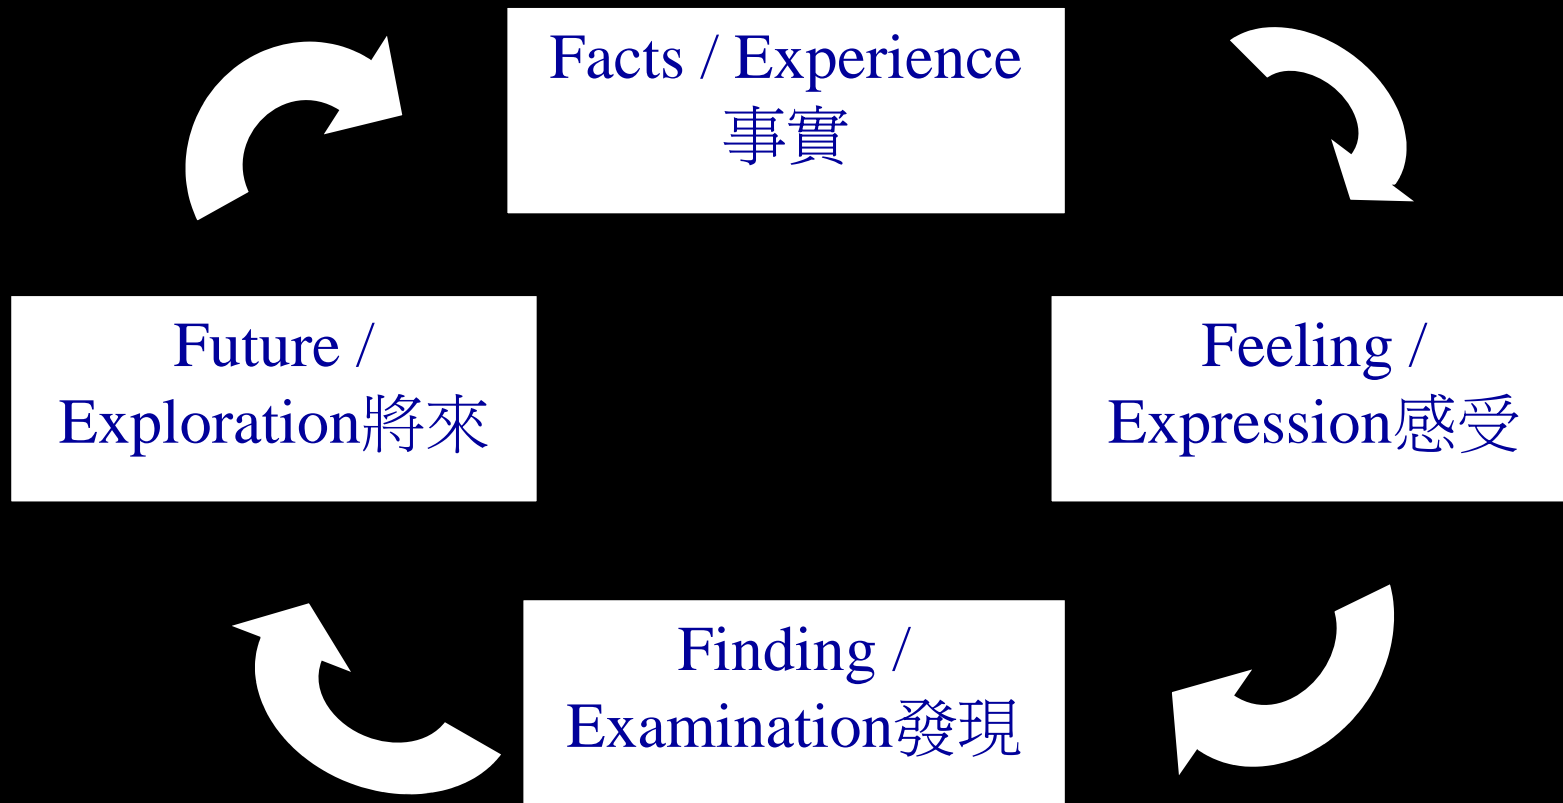 Facts / Experience
事實
Future /
Exploration將來
Feeling /
Expression感受
Finding /
Examination發現